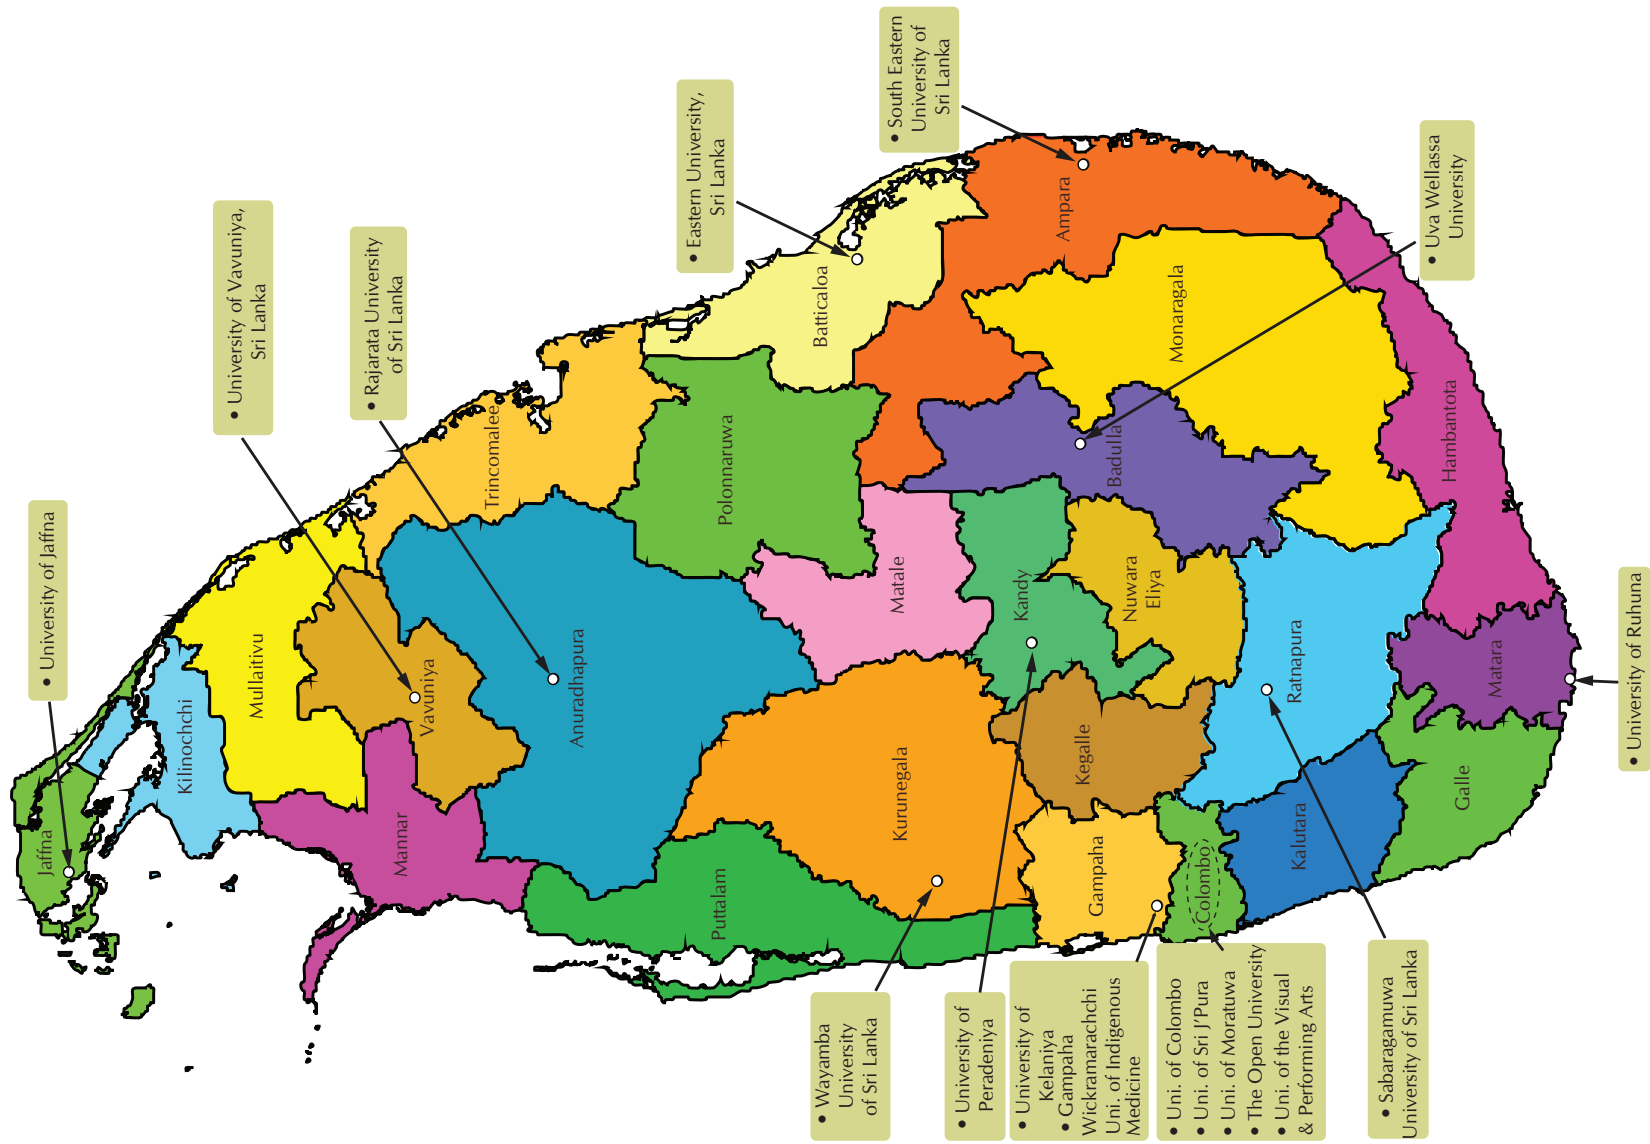 • University of Jaffna
• University of Vavuniya,
Sri Lanka
• Rajarata University
of Sri Lanka
• Eastern University,
Sri Lanka
• South Eastern
University of
Sri Lanka
• Uva Wellassa
University
• University of Ruhuna
Jaffna
Kilinochchi
Mullaitivu
Mannar
Vavuniya
Trincomalee
Anuradhapura
Polonnaruwa
Batticaloa
Puttalam
Kurunegala
Matale
Ampara
Kandy
Badulla
Monaragala
Nuwara
Eliya
Kegalle
Gampaha
Colombo
Ratnapura
Kalutara
Hambantota
Galle
Matara
• Wayamba
University
of Sri Lanka
• University of
Peradeniya
• University of
Kelaniya
• Gampaha
Wickramarachchi
Uni. of Indigenous
Medicine
• Uni. of Colombo
• Uni. of Sri J'Pura
• Uni. of Moratuwa
• The Open University
• Uni. of the Visual
& Performing Arts
• Sabaragamuwa
University of Sri Lanka